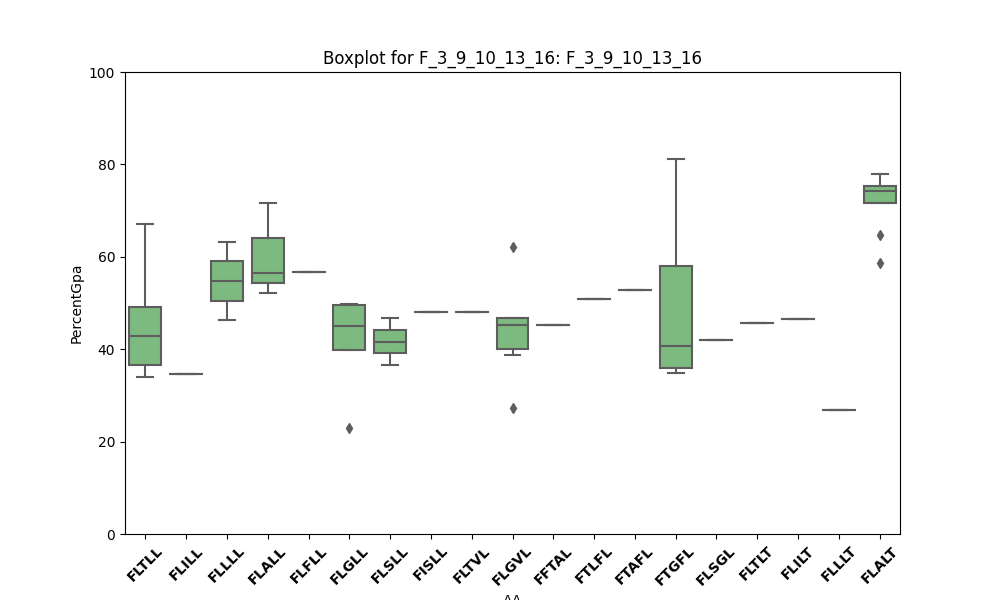 Boxplot for F_3_9_10_13_16: F_3_9_10_13_16
100
80
60
40
20
0
PercentGpa
FLTLL FLILL FLLLL FLALL FLFLL FLGLL FLSLL FISLL FLTVL FLGVL FFTAL FTLFL FTAFL FTGFL FLSGL FLTLT FLILT FLLLT FLALT
AA